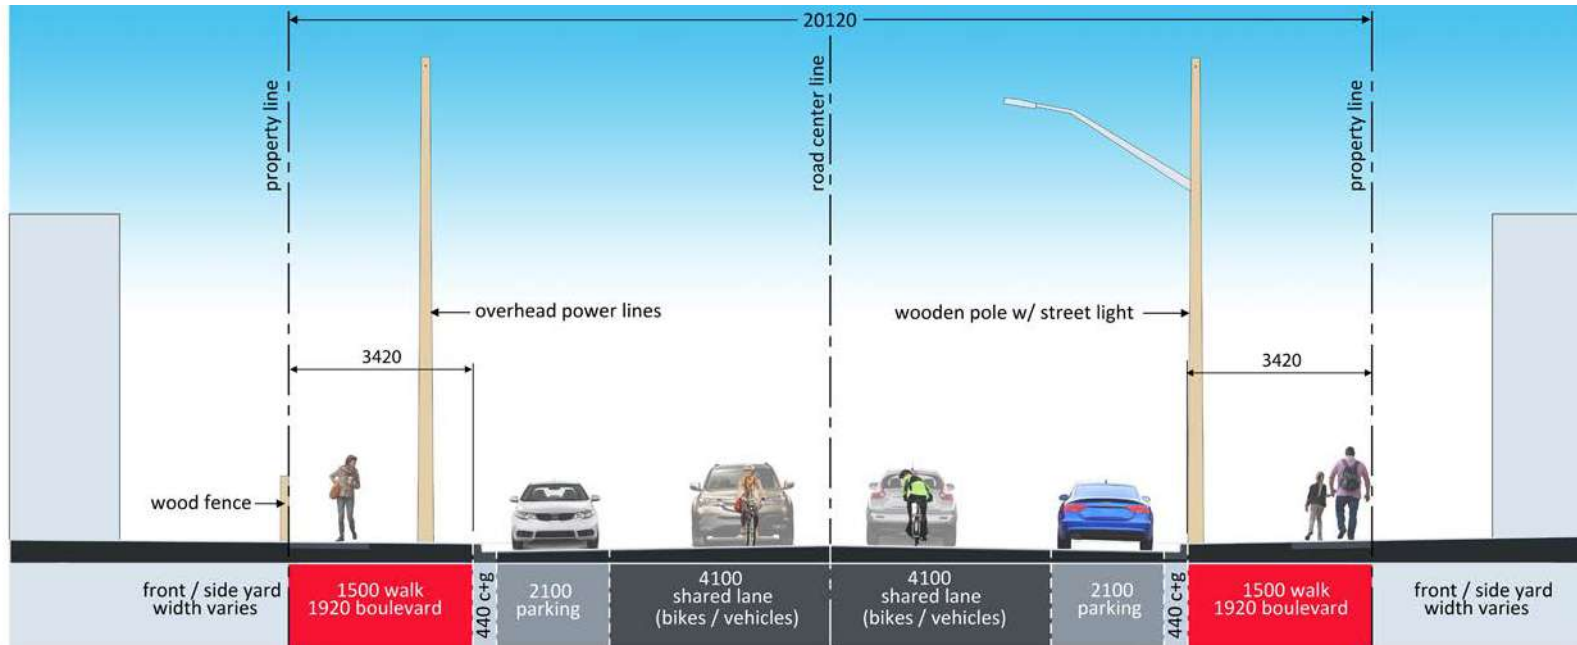 20120
property line
road center line
property line
overhead power lines
wooden pole w/ street light
3420
3420
wood fence
front / side yard
width varies
1500 walk
1920 boulevard
440 c+g
2100
parking
4100
shared lane
(bikes / vehicles)
4100
shared lane
(bikes / vehicles)
2100
parking
440 c+g
1500 walk
1920 boulevard
front / side yard
width varies